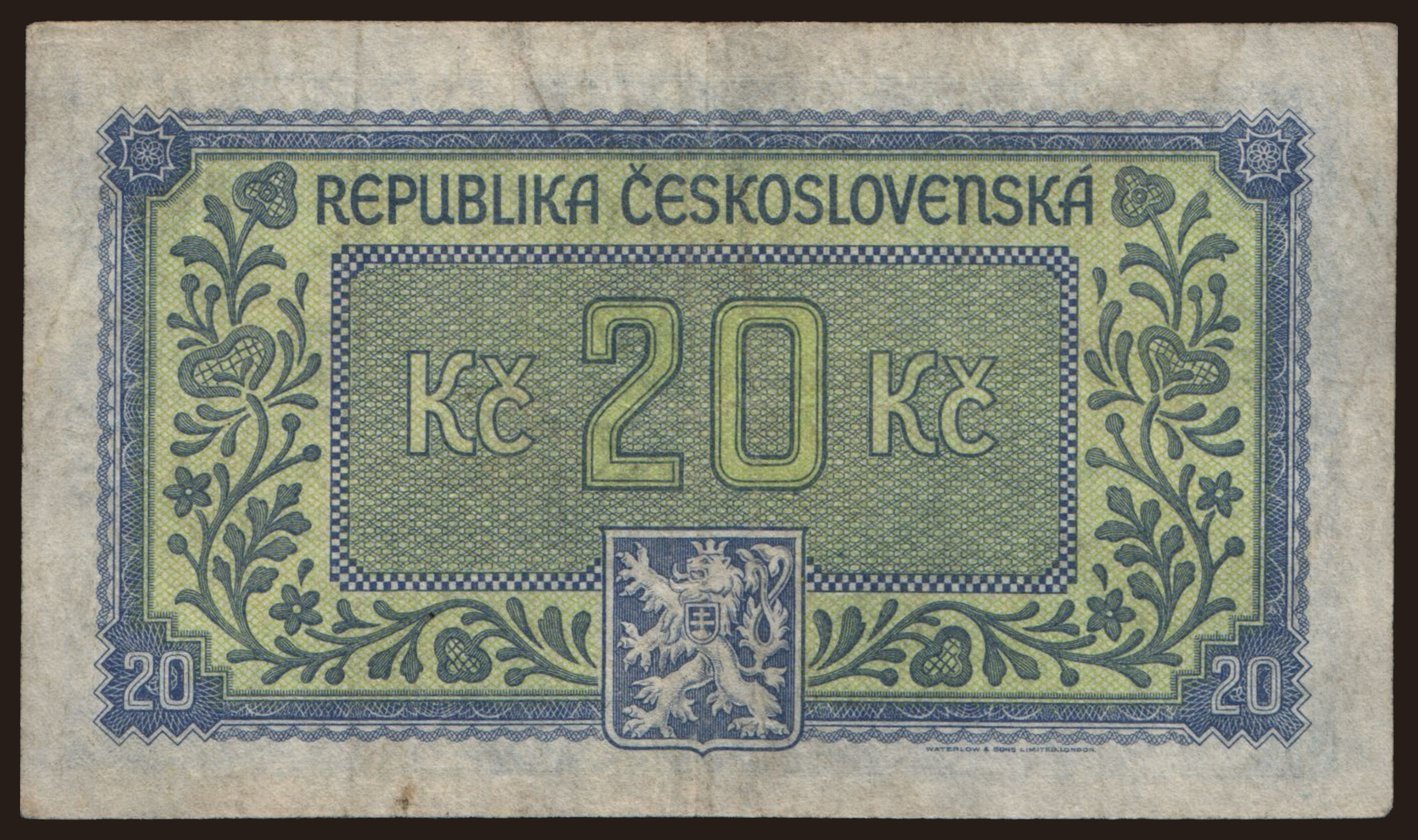 REPUBLIKA ČESKOSLOVENSKÁ
Kč 20 Kč
20 20
WATERLOW & SONS LIMITED, LONDON.